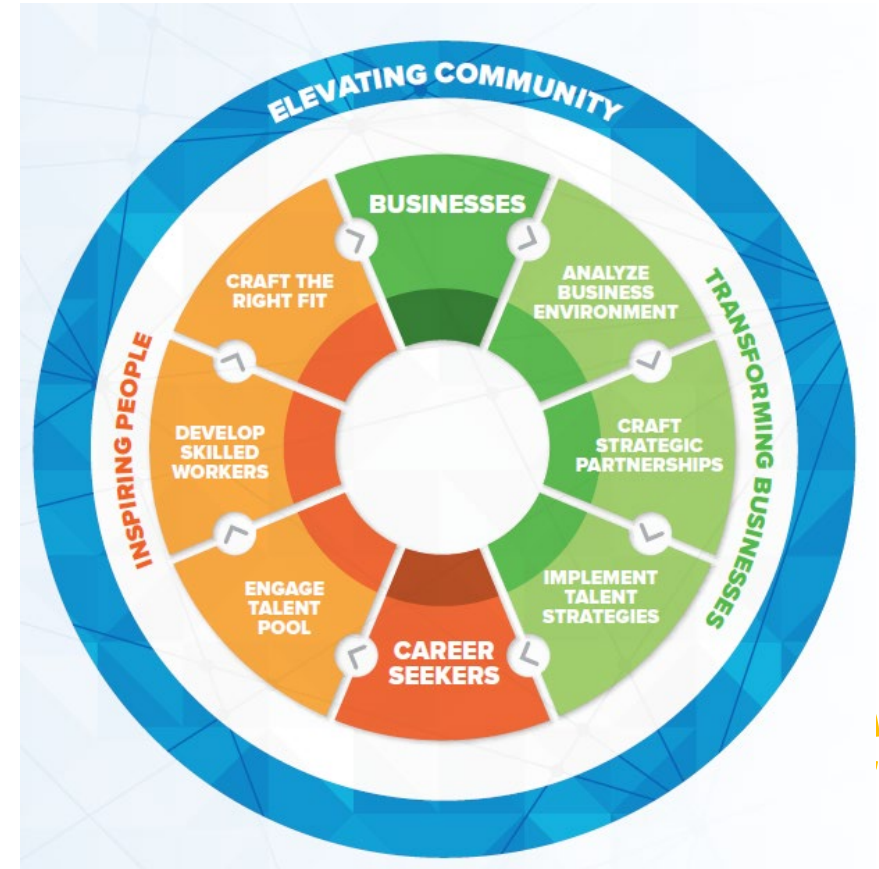 ELEVATING COMMUNITY
BUSINESSES
ANALYZE
BUSINESS
ENVIRONMENT
CRAFT
STRATEGIC
PARTNERSHIPS
IMPLEMENT
TALENT
STRATEGIES
TRANSFORMING BUSINESSES
CAREER
SEEKERS
ENGAGE
TALENT
POOL
DEVELOP
SKILLED
WORKERS
CRAFT THE
RIGHT FIT
INSPIRING PEOPLE